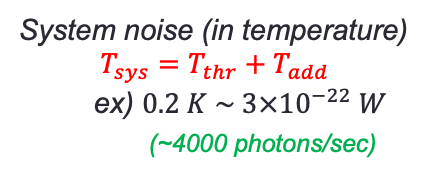 System noise (in temperature)
T_sys = T_thr + T_add
ex) 0.2 K ~ 3×10^−22 W
(~4000 photons/sec)